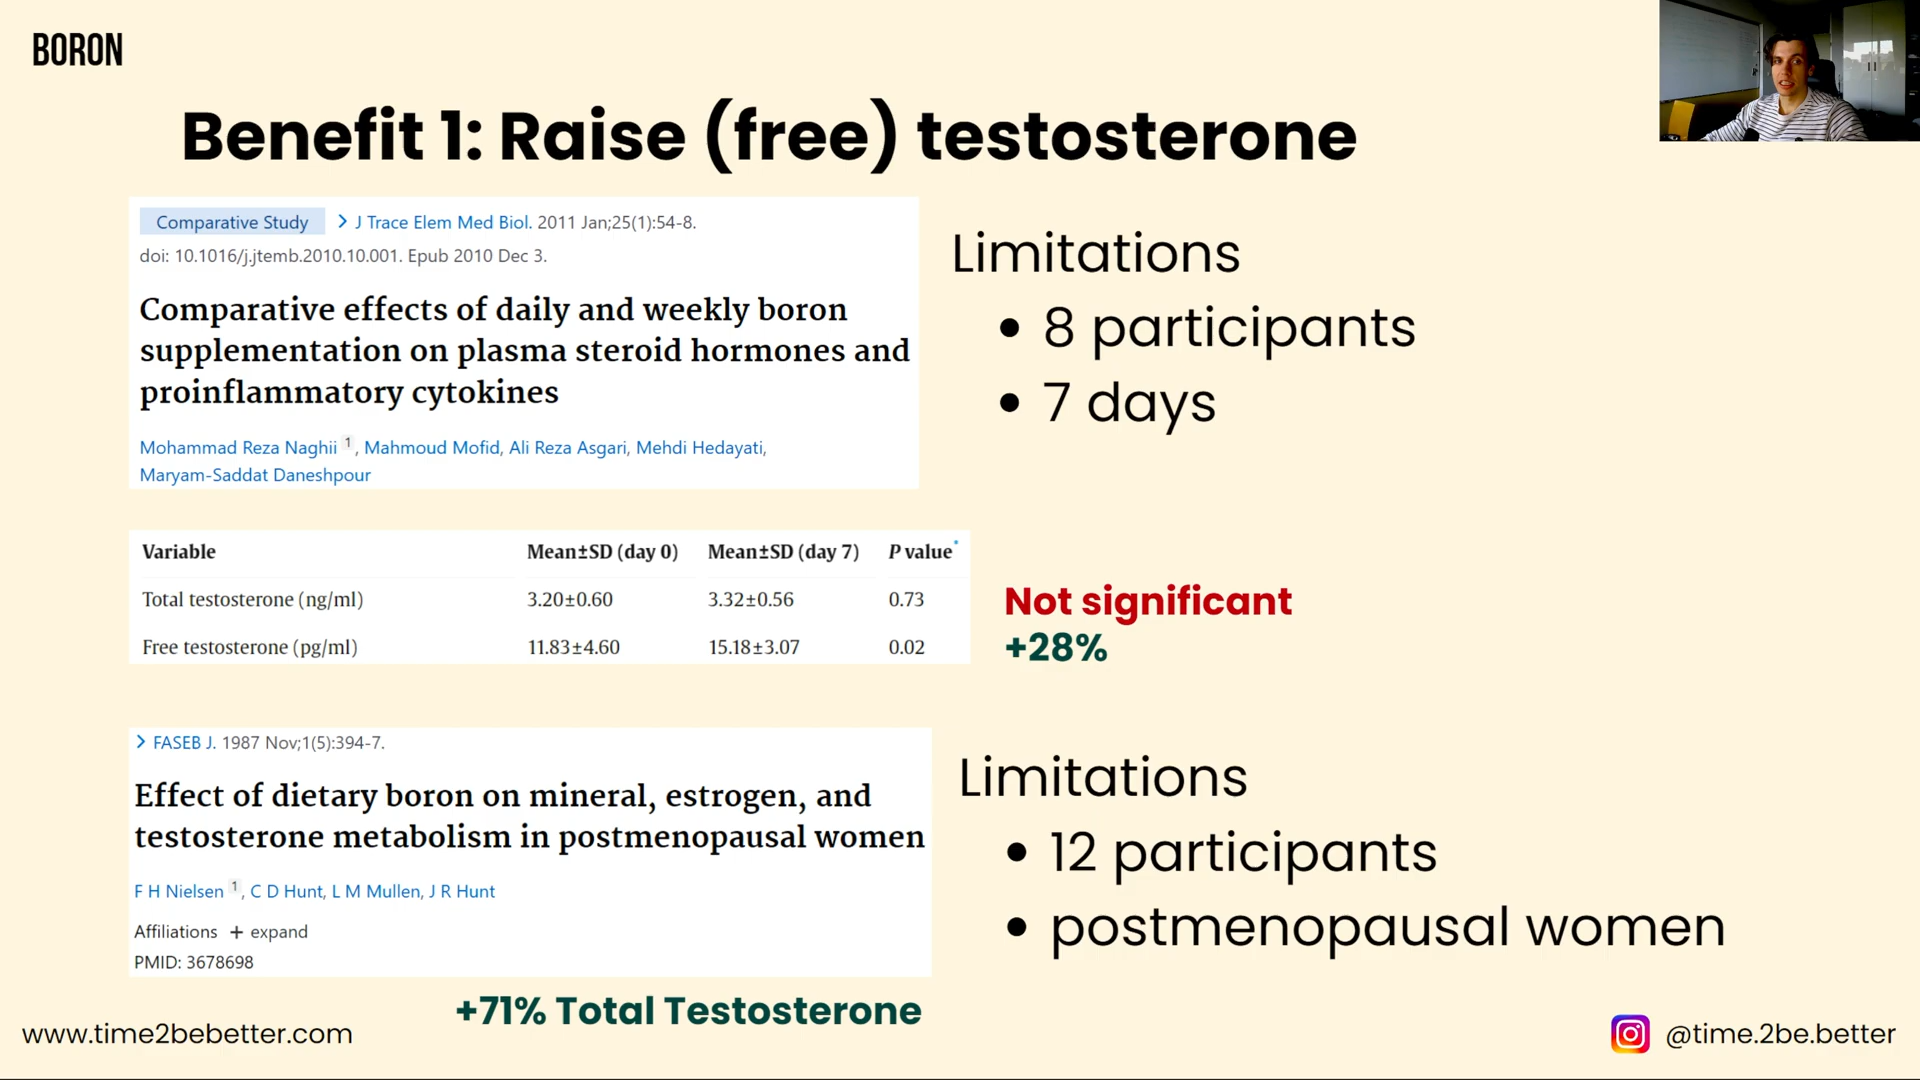 BORON
Benefit 1: Raise (free) testosterone
Comparative Study > J Trace Elem Med Biol. 2011 Jan;25(1):54-8.
doi: 10.1016/j.jtemb.2010.10.001. Epub 2010 Dec 3.
Comparative effects of daily and weekly boron
supplementation on plasma steroid hormones and
proinflammatory cytokines
Mohammad Reza Naghii 1, Mahmoud Mofid, Ali Reza Asgari, Mehdi Hedayati,
Maryam-Saddat Daneshpour
Limitations
• 8 participants
• 7 days
Variable Mean±SD (day 0) Mean±SD (day 7) P value*
Total testosterone (ng/ml) 3.20±0.60 3.32±0.56 0.73
Free testosterone (pg/ml) 11.83±4.60 15.18±3.07 0.02
Not significant
+28%
> FASEB J. 1987 Nov;1(5):394-7.
Effect of dietary boron on mineral, estrogen, and
testosterone metabolism in postmenopausal women
F H Nielsen 1, C D Hunt, L M Mullen, J R Hunt
Affiliations + expand
PMID: 3678698
Limitations
• 12 participants
• postmenopausal women
+71% Total Testosterone
www.time2bebetter.com
@time.2be.better